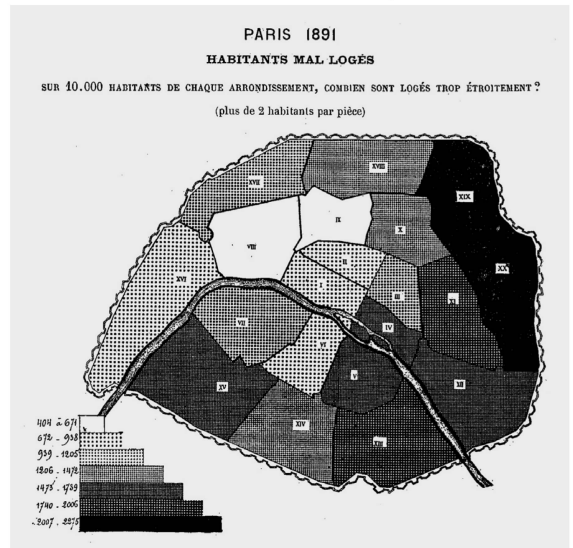 PARIS 1891
HABITANTS MAL LOGÉS
SUR 10.000 HABITANTS DE CHAQUE ARRONDISSEMENT, COMBIEN SONT LOGÉS TROP ÉTROITEMENT?
(plus de 2 habitants par pièce)
XVIII
XVII
XIX
IX
X
VIII
II
XX
XVI
I
III
XI
VII
IV
VI
V
XV
XII
XIV
XIII
404 à 671
672 - 938
939 - 1205
1206 - 1472
1473 - 1739
1740 - 2006
2007 - 2275